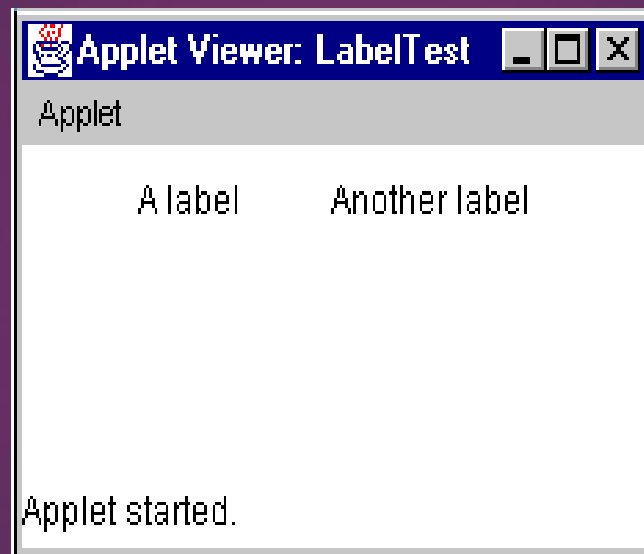 Applet Viewer: LabelTest
Applet
A label Another label
Applet started.